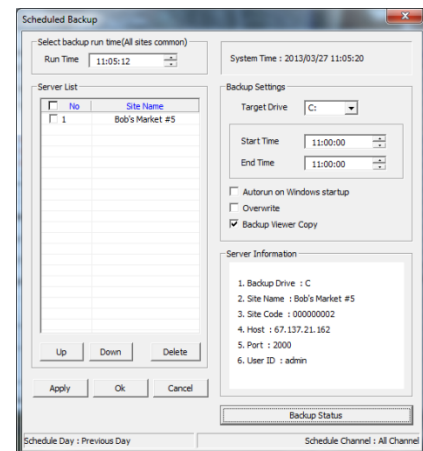 Scheduled Backup
Select backup run time(All sites common)
Run Time 11:05:12
System Time : 2013/03/27 11:05:20
Server List
No Site Name
1 Bob's Market #5
Up Down Delete
Apply Ok Cancel
Backup Settings
Target Drive C:
Start Time 11:00:00
End Time 11:00:00
Autorun on Windows startup
Overwrite
Backup Viewer Copy
Server Information
1. Backup Drive : C
2. Site Name : Bob's Market #5
3. Site Code : 000000002
4. Host : 67.137.21.162
5. Port : 2000
6. User ID : admin
Backup Status
Schedule Day : Previous Day
Schedule Channel : All Channel